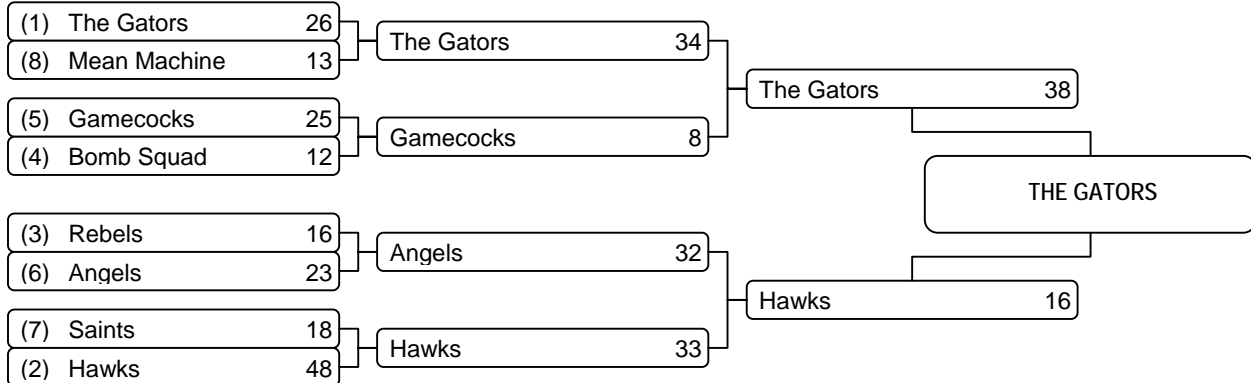 (1) The Gators 26
(8) Mean Machine 13
(5) Gamecocks 25
(4) Bomb Squad 12
(3) Rebels 16
(6) Angels 23
(7) Saints 18
(2) Hawks 48
The Gators 34
Gamecocks 8
Angels 32
Hawks 33
The Gators 38
Hawks 16
THE GATORS